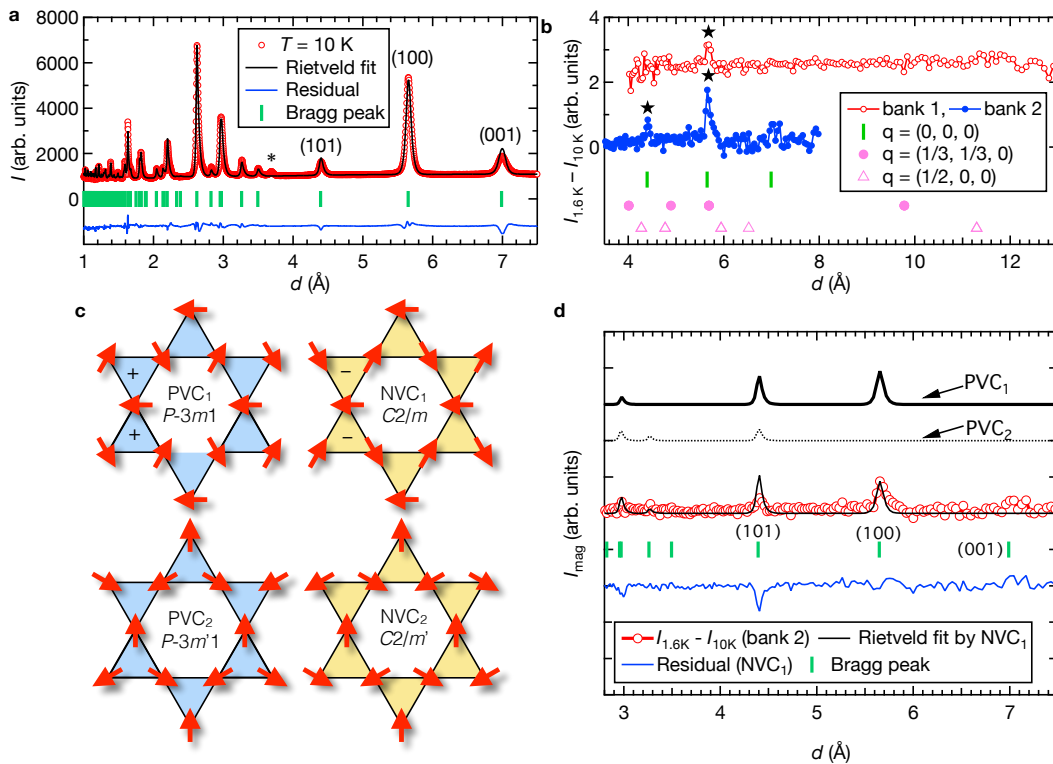 a
I (arb. units)
8000
6000
4000
2000
0
T = 10 K
Rietveld fit
Residual
Bragg peak
(100)
(101)
*
(001)
1
2
3
4
5
6
7
d (Å)
b
I1.6 K − I10 K (arb. units)
4
2
0
bank 1, bank 2
q = (0, 0, 0)
q = (1/3, 1/3, 0)
q = (1/2, 0, 0)
4
6
8
10
12
d (Å)
c
+
+
PVC1
P-3m1
−
−
NVC1
C2/m
PVC2
P-3m'1
NVC2
C2/m'
d
Imag (arb. units)
PVC1
PVC2
(101)
(100)
(001)
I1.6K - I10K (bank 2)
Rietveld fit by NVC1
Residual (NVC1)
Bragg peak
3
4
5
6
7
d (Å)